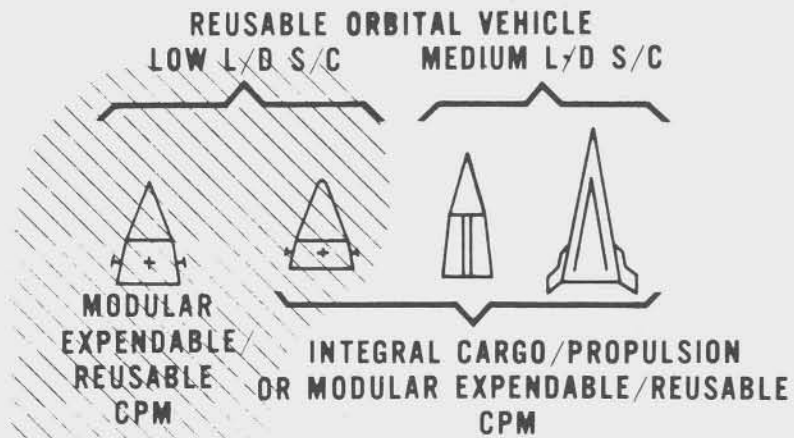 REUSABLE ORBITAL VEHICLE
LOW L/D S/C
MEDIUM L/D S/C
MODULAR
EXPENDABLE/
REUSABLE
CPM
INTEGRAL CARGO/PROPULSION
OR MODULAR EXPENDABLE/REUSABLE
CPM